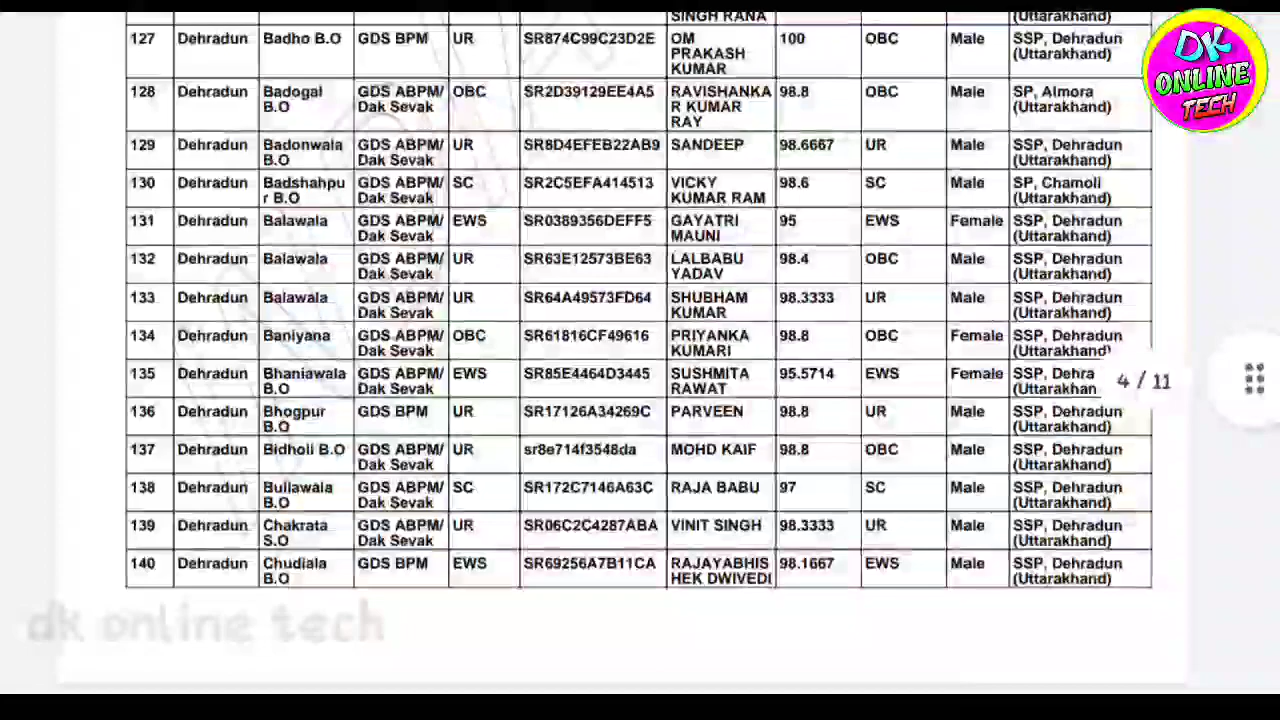 SINGH RANA (Uttarakhand)
127 Dehradun Badho B.O GDS BPM UR SR874C99C23D2E OM PRAKASH KUMAR 100 OBC Male SSP, Dehradun (Uttarakhand)
128 Dehradun Badogal B.O GDS ABPM/ Dak Sevak OBC SR2D39129EE4A5 RAVISHANKA R KUMAR RAY 98.8 OBC Male SP, Almora (Uttarakhand)
129 Dehradun Badonwala B.O GDS ABPM/ Dak Sevak UR SR8D4EFEB22AB9 SANDEEP 98.6667 UR Male SSP, Dehradun (Uttarakhand)
130 Dehradun Badshahpu r B.O GDS ABPM/ Dak Sevak SC SR2C5EFA414513 VICKY KUMAR RAM 98.6 SC Male SP, Chamoli (Uttarakhand)
131 Dehradun Balawala GDS ABPM/ Dak Sevak EWS SR0389356DEFF5 GAYATRI MAUNI 95 EWS Female SSP, Dehradun (Uttarakhand)
132 Dehradun Balawala GDS ABPM/ Dak Sevak UR SR63E12573BE63 LALBABU YADAV 98.4 OBC Male SSP, Dehradun (Uttarakhand)
133 Dehradun Balawala GDS ABPM/ Dak Sevak UR SR64A49573FD64 SHUBHAM KUMAR 98.3333 UR Male SSP, Dehradun (Uttarakhand)
134 Dehradun Baniyana GDS ABPM/ Dak Sevak OBC SR61816CF49616 PRIYANKA KUMARI 98.8 OBC Female SSP, Dehradun (Uttarakhand)
135 Dehradun Bhaniawala B.O GDS ABPM/ Dak Sevak EWS SR85E4464D3445 SUSHMITA RAWAT 95.5714 EWS Female SSP, Dehra (Uttarakhan
4 / 11
136 Dehradun Bhogpur B.O GDS BPM UR SR17126A34269C PARVEEN 98.8 UR Male SSP, Dehradun (Uttarakhand)
137 Dehradun Bidholi B.O GDS ABPM/ Dak Sevak UR sr8e714f3548da MOHD KAIF 98.8 OBC Male SSP, Dehradun (Uttarakhand)
138 Dehradun Bullawala B.O GDS ABPM/ Dak Sevak SC SR172C7146A63C RAJA BABU 97 SC Male SSP, Dehradun (Uttarakhand)
139 Dehradun Chakrata S.O GDS ABPM/ Dak Sevak UR SR06C2C4287ABA VINIT SINGH 98.3333 UR Male SSP, Dehradun (Uttarakhand)
140 Dehradun Chudiala B.O GDS BPM EWS SR69256A7B11CA RAJAYABHIS HEK DWIVEDI 98.1667 EWS Male SSP, Dehradun (Uttarakhand)
DK
ONLINE
TECH
dk online tech